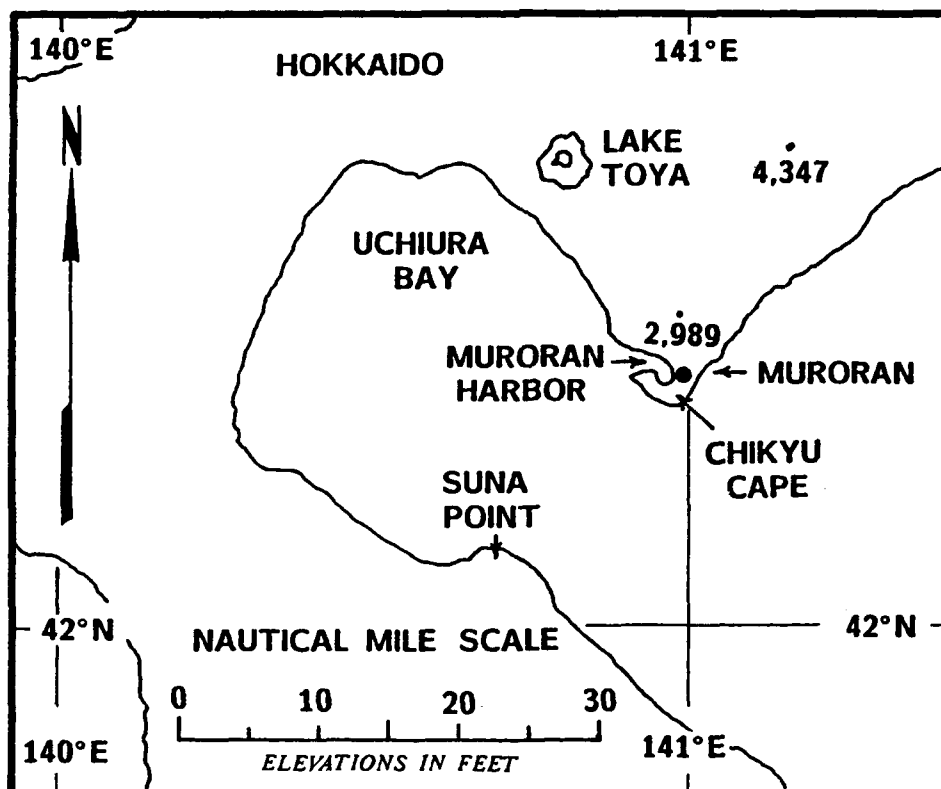 140°E
HOKKAIDO
141°E
N
LAKE
TOYA
4,347
UCHIURA
BAY
2,989
MURORAN
HARBOR
MURORAN
CHIKYU
CAPE
SUNA
POINT
42°N
NAUTICAL MILE SCALE
42°N
0 10 20 30
140°E
141°E
ELEVATIONS IN FEET